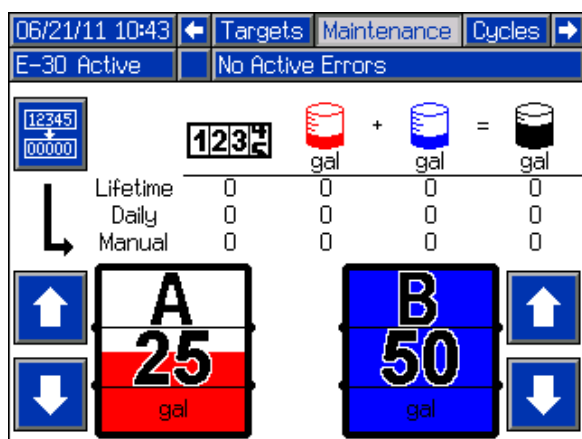 06/21/11 10:43 Targets Maintenance Cycles
E-30 Active No Active Errors
12345
00000
123
+ =
gal gal gal
Lifetime 0 0 0 0
Daily 0 0 0 0
Manual 0 0 0 0
A B
25 50
gal gal